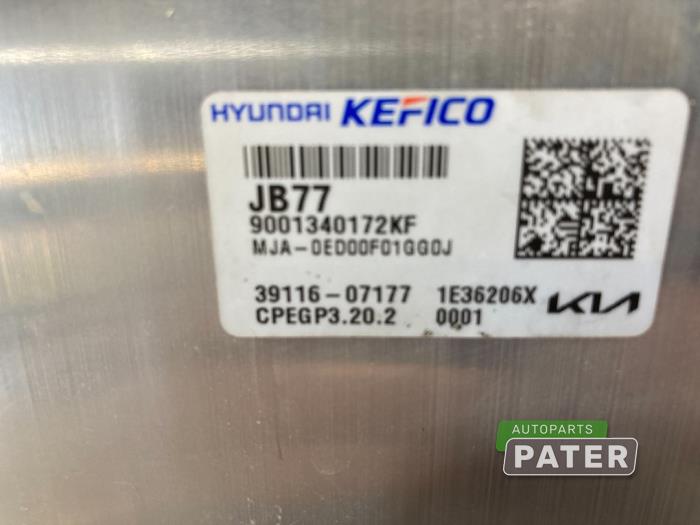 HYUNDAI KEFICO
JB77
9001340172KF
MJA-0ED00F01GG0J
39116-07177 1E36206X KIA
CPEGP3.20.2 0001
AUTOPARTS
PATER